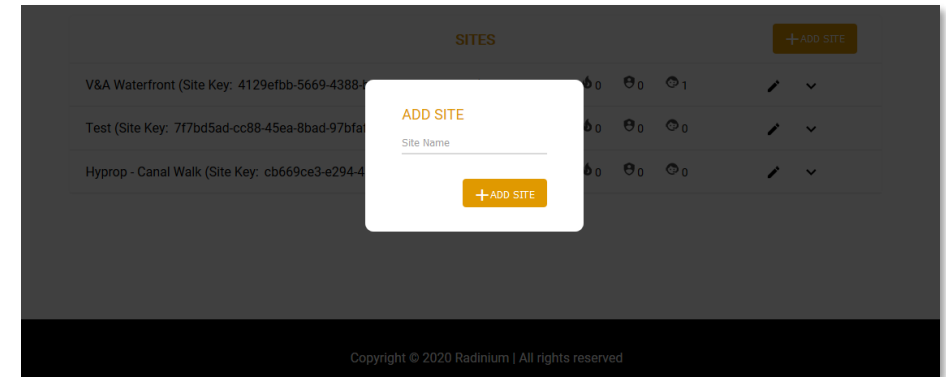 SITES
+ ADD SITE
V&A Waterfront (Site Key: 4129efbb-5669-4388-
0 0 1
Test (Site Key: 7f7bd5ad-cc88-45ea-8bad-97bfa
0 0 0
Hyprop - Canal Walk (Site Key: cb669ce3-e294-4
0 0 0
ADD SITE
Site Name
+ ADD SITE
Copyright © 2020 Radinium | All rights reserved